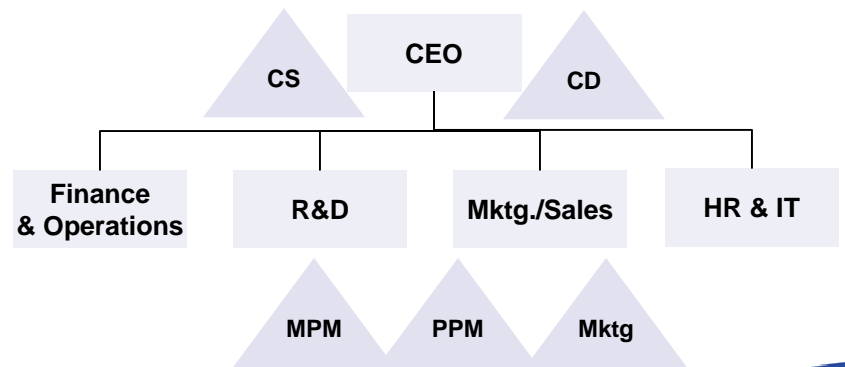 CS
CEO
CD
Finance
& Operations
R&D
Mktg./Sales
HR & IT
MPM
PPM
Mktg